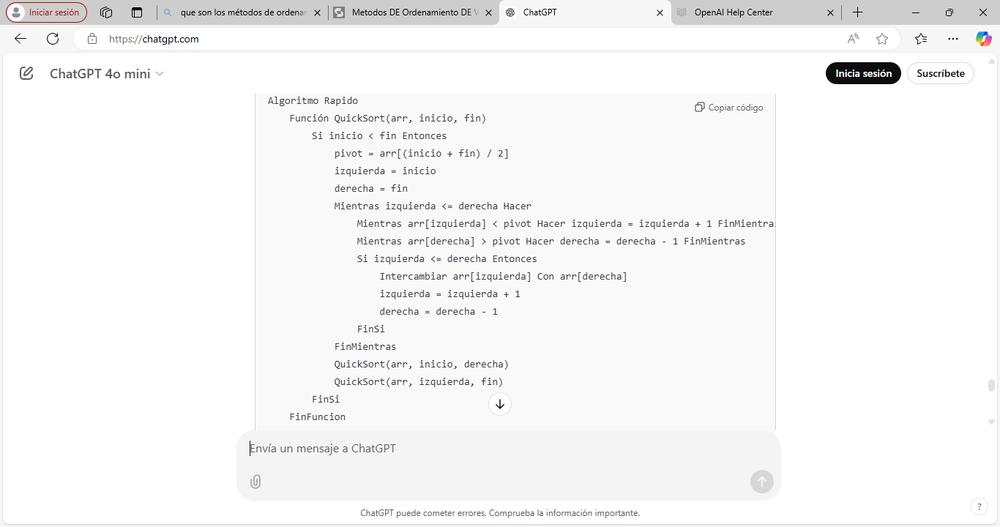 Iniciar sesión
que son los métodos de ordenar
Metodos DE Ordenamiento DE V
ChatGPT
OpenAI Help Center
https://chatgpt.com
ChatGPT 4o mini
Inicia sesión
Suscríbete
Algoritmo Rapido
Copiar código
Función QuickSort(arr, inicio, fin)
Si inicio < fin Entonces
pivot = arr[(inicio + fin) / 2]
izquierda = inicio
derecha = fin
Mientras izquierda <= derecha Hacer
Mientras arr[izquierda] < pivot Hacer izquierda = izquierda + 1 FinMientra
Mientras arr[derecha] > pivot Hacer derecha = derecha - 1 FinMientras
Si izquierda <= derecha Entonces
Intercambiar arr[izquierda] Con arr[derecha]
izquierda = izquierda + 1
derecha = derecha - 1
FinSi
FinMientras
QuickSort(arr, inicio, derecha)
QuickSort(arr, izquierda, fin)
FinSi
FinFuncion
Envía un mensaje a ChatGPT
ChatGPT puede cometer errores. Comprueba la información importante.
?